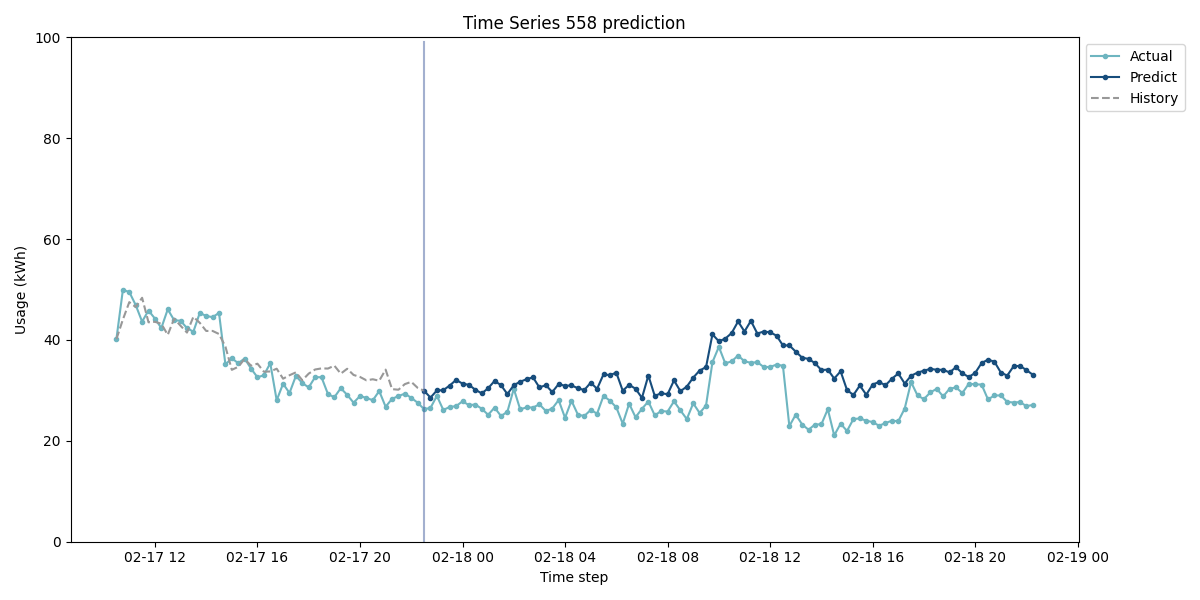 Time Series 558 prediction
100
80
60
40
20
0
Usage (kWh)
02-17 12
02-17 16
02-17 20
02-18 00
02-18 04
02-18 08
02-18 12
02-18 16
02-18 20
02-19 00
Time step
Actual
Predict
History